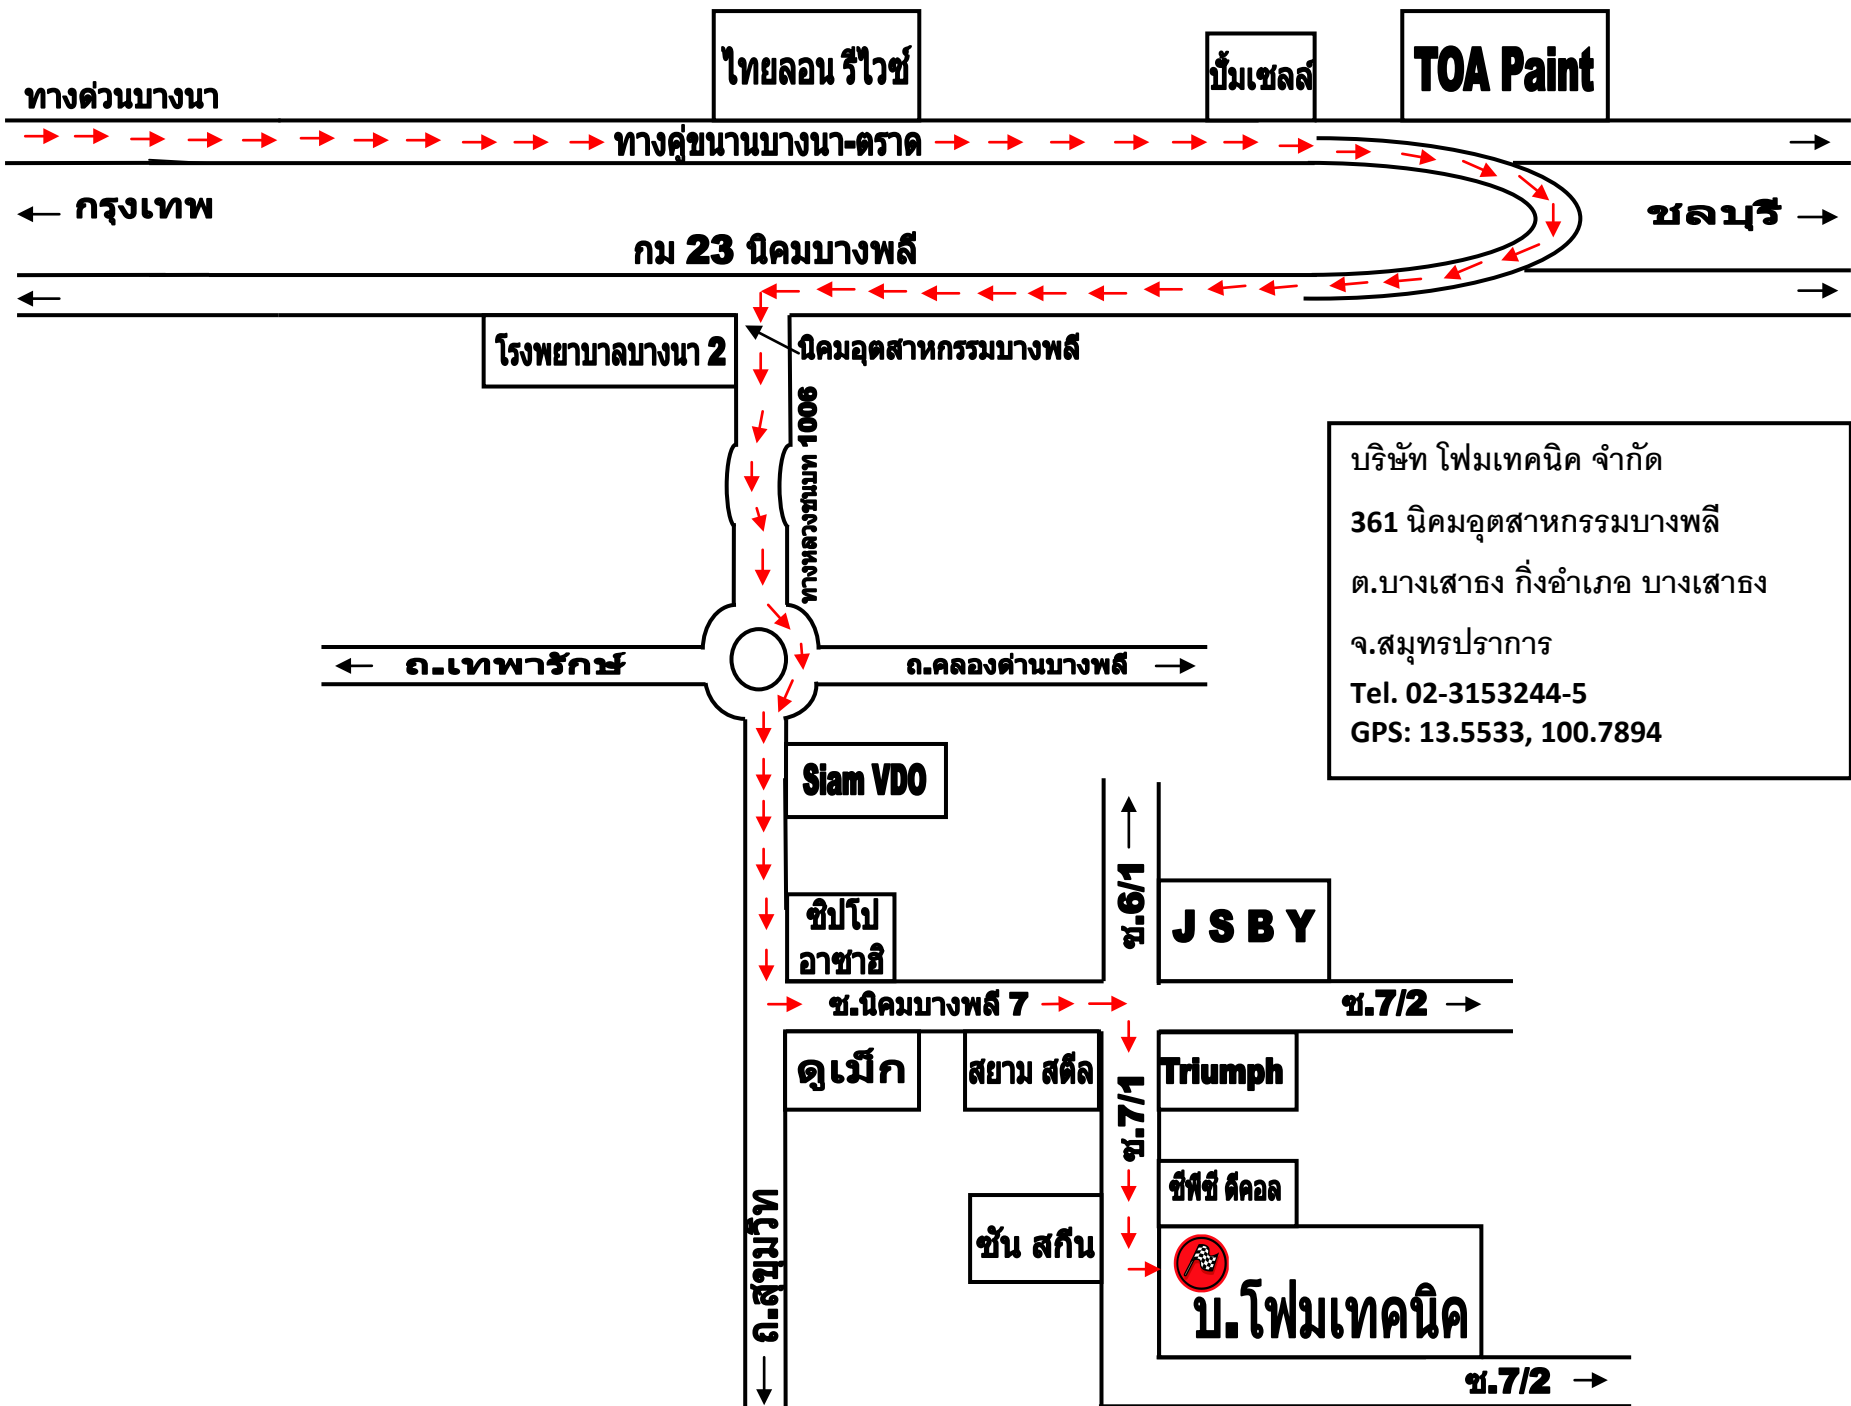 ไทยลอน รีไวซ์
ปั้มเซลล์
TOA Paint
ทางด่วนบางนา
ทางคู่ขนานบางนา-ตราด
กรุงเทพ
ชลบุรี
กม 23 นิคมบางพลี
โรงพยาบาลบางนา 2
นิคมอุตสาหกรรมบางพลี
ทางหลวงชนบท 1006
บริษัท โฟมเทคนิค จำกัด
361 นิคมอุตสาหกรรมบางพลี
ต.บางเสาธง กิ่งอำเภอ บางเสาธง
จ.สมุทรปราการ
Tel. 02-3153244-5
GPS: 13.5533, 100.7894
ถ.เทพารักษ์
ถ.คลองด่านบางพลี
Siam VDO
ซ.6/1
ซิปโป
อาซาฮิ
J S B Y
ซ.นิคมบางพลี 7
ซ.7/2
ดูเม็ก
สยาม สตีล
ซ.7/1
Triumph
ซีพีซี ดีคอล
ถ.สุขุมวิท
ซัน สกีน
บ.โฟมเทคนิค
ซ.7/2